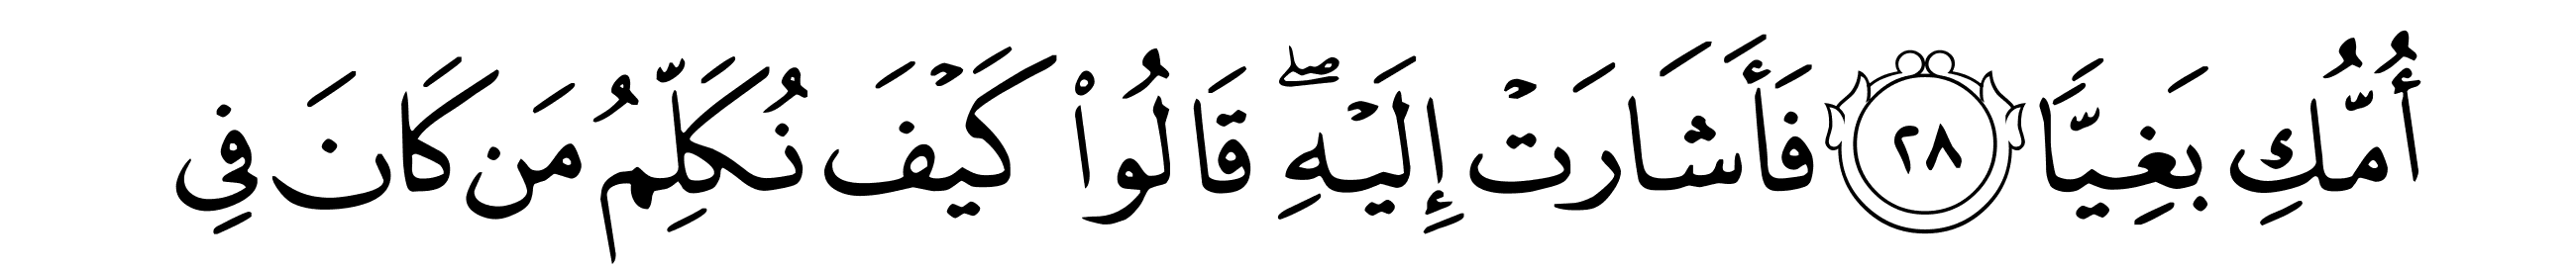 أُمُّكِ بَغِيًّا ٢٨ فَأَشَارَتْ إِلَيْهِۖ قَالُوا۟ كَيْفَ نُكَلِّمُ مَن كَانَ فِي